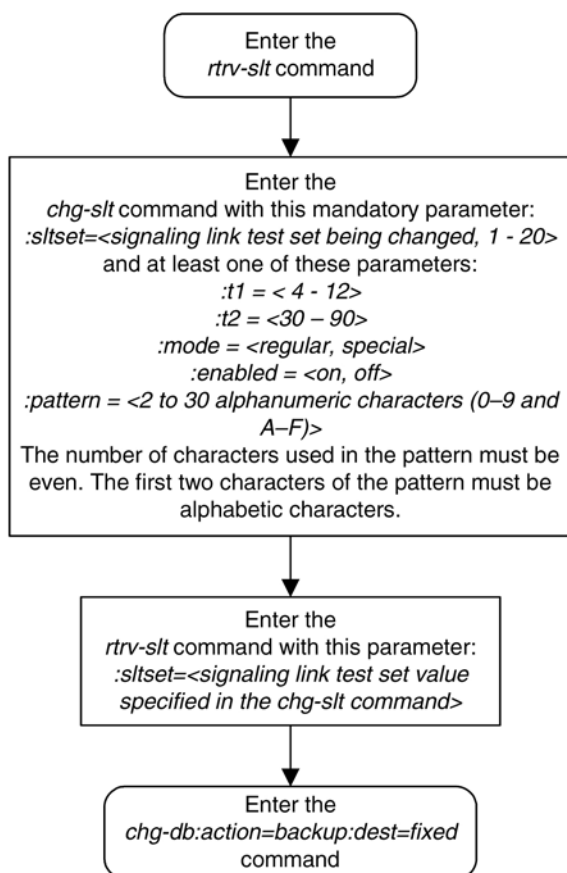 Enter the
rtrv-slt command
Enter the
chg-slt command with this mandatory parameter:
:sltset=<signaling link test set being changed, 1 - 20>
and at least one of these parameters:
:t1 = < 4 - 12>
:t2 = <30 – 90>
:mode = <regular, special>
:enabled = <on, off>
:pattern = <2 to 30 alphanumeric characters (0–9 and
A–F)>
The number of characters used in the pattern must be
even. The first two characters of the pattern must be
alphabetic characters.
Enter the
rtrv-slt command with this parameter:
:sltset=<signaling link test set value
specified in the chg-slt command>
Enter the
chg-db:action=backup:dest=fixed
command